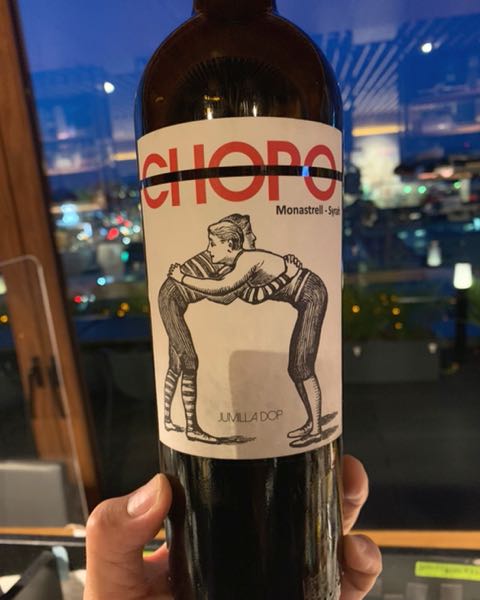 CHOPO
Monastrell - Syrah
JUMILLA DOP